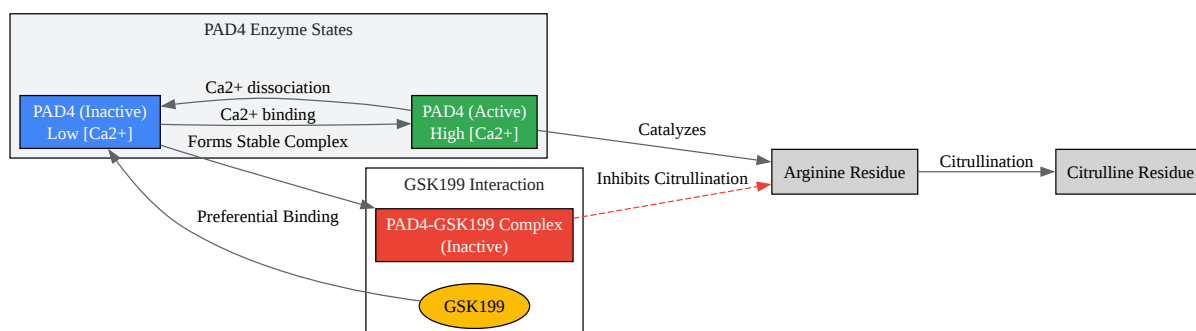 PAD4 Enzyme States
Ca2+ dissociation
PAD4 (Inactive)
Low [Ca2+]
Ca2+ binding
PAD4 (Active)
High [Ca2+]
Forms Stable Complex
Catalyzes
Arginine Residue
Citrullination
Citrulline Residue
GSK199 Interaction
Inhibits Citrullination
Preferential Binding
PAD4-GSK199 Complex
(Inactive)
GSK199